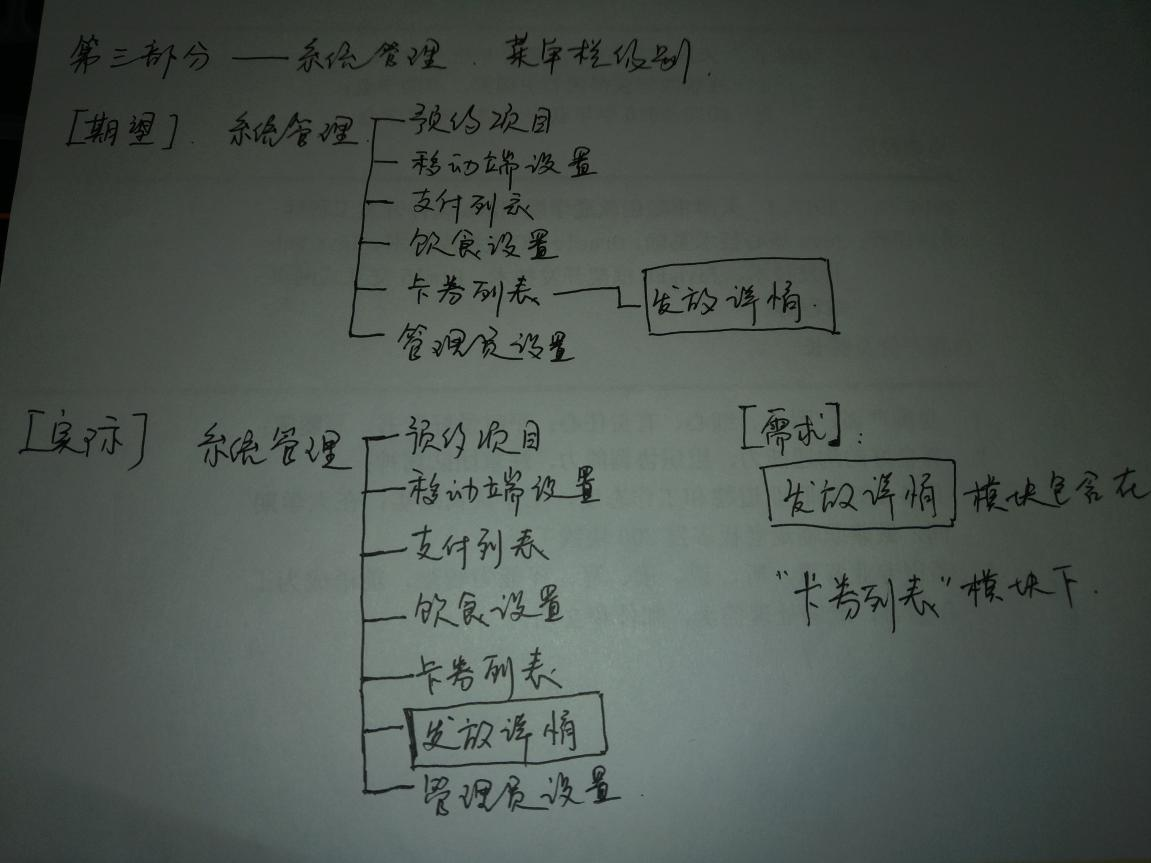 第三部分——系统管理. 菜单栏级别.
[期望]. 系统管理
预约项目
移动端设置
支付列表
饮食设置
卡券列表
发放详情.
管理员设置
[实际] 系统管理
预约项目
移动端设置
支付列表
饮食设置
卡券列表
发放详情
管理员设置.
[需求]:
发放详情 模块包含在
“卡券列表”模块下.